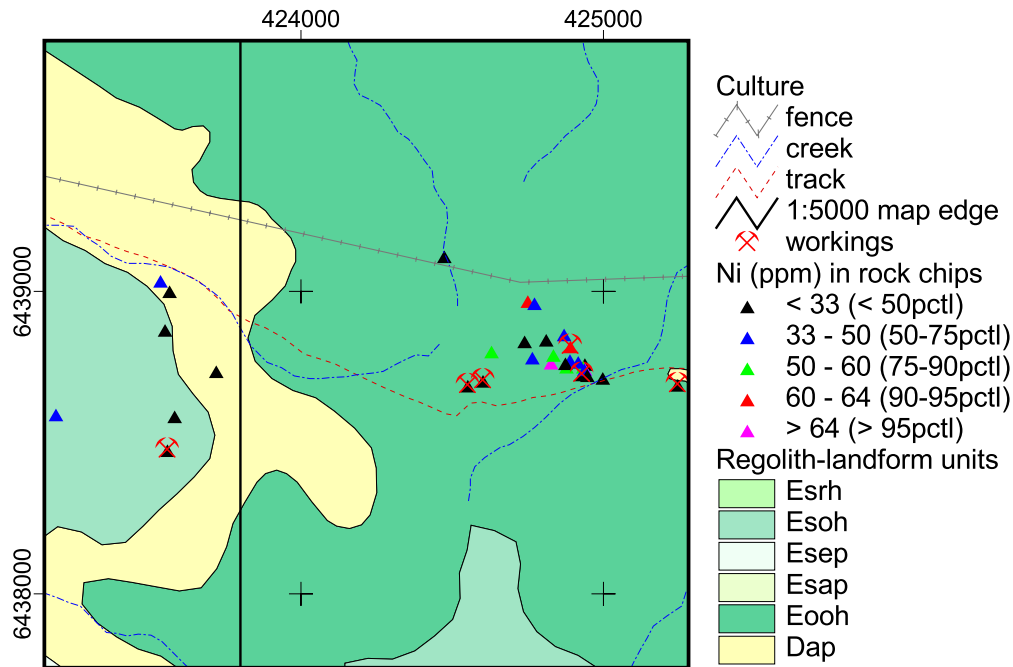 424000
425000
6439000
6438000
Culture
fence
creek
track
1:5000 map edge
workings
Ni (ppm) in rock chips
< 33 (< 50pctl)
33 - 50 (50-75pctl)
50 - 60 (75-90pctl)
60 - 64 (90-95pctl)
> 64 (> 95pctl)
Regolith-landform units
Esrh
Esoh
Esep
Esap
Eooh
Dap